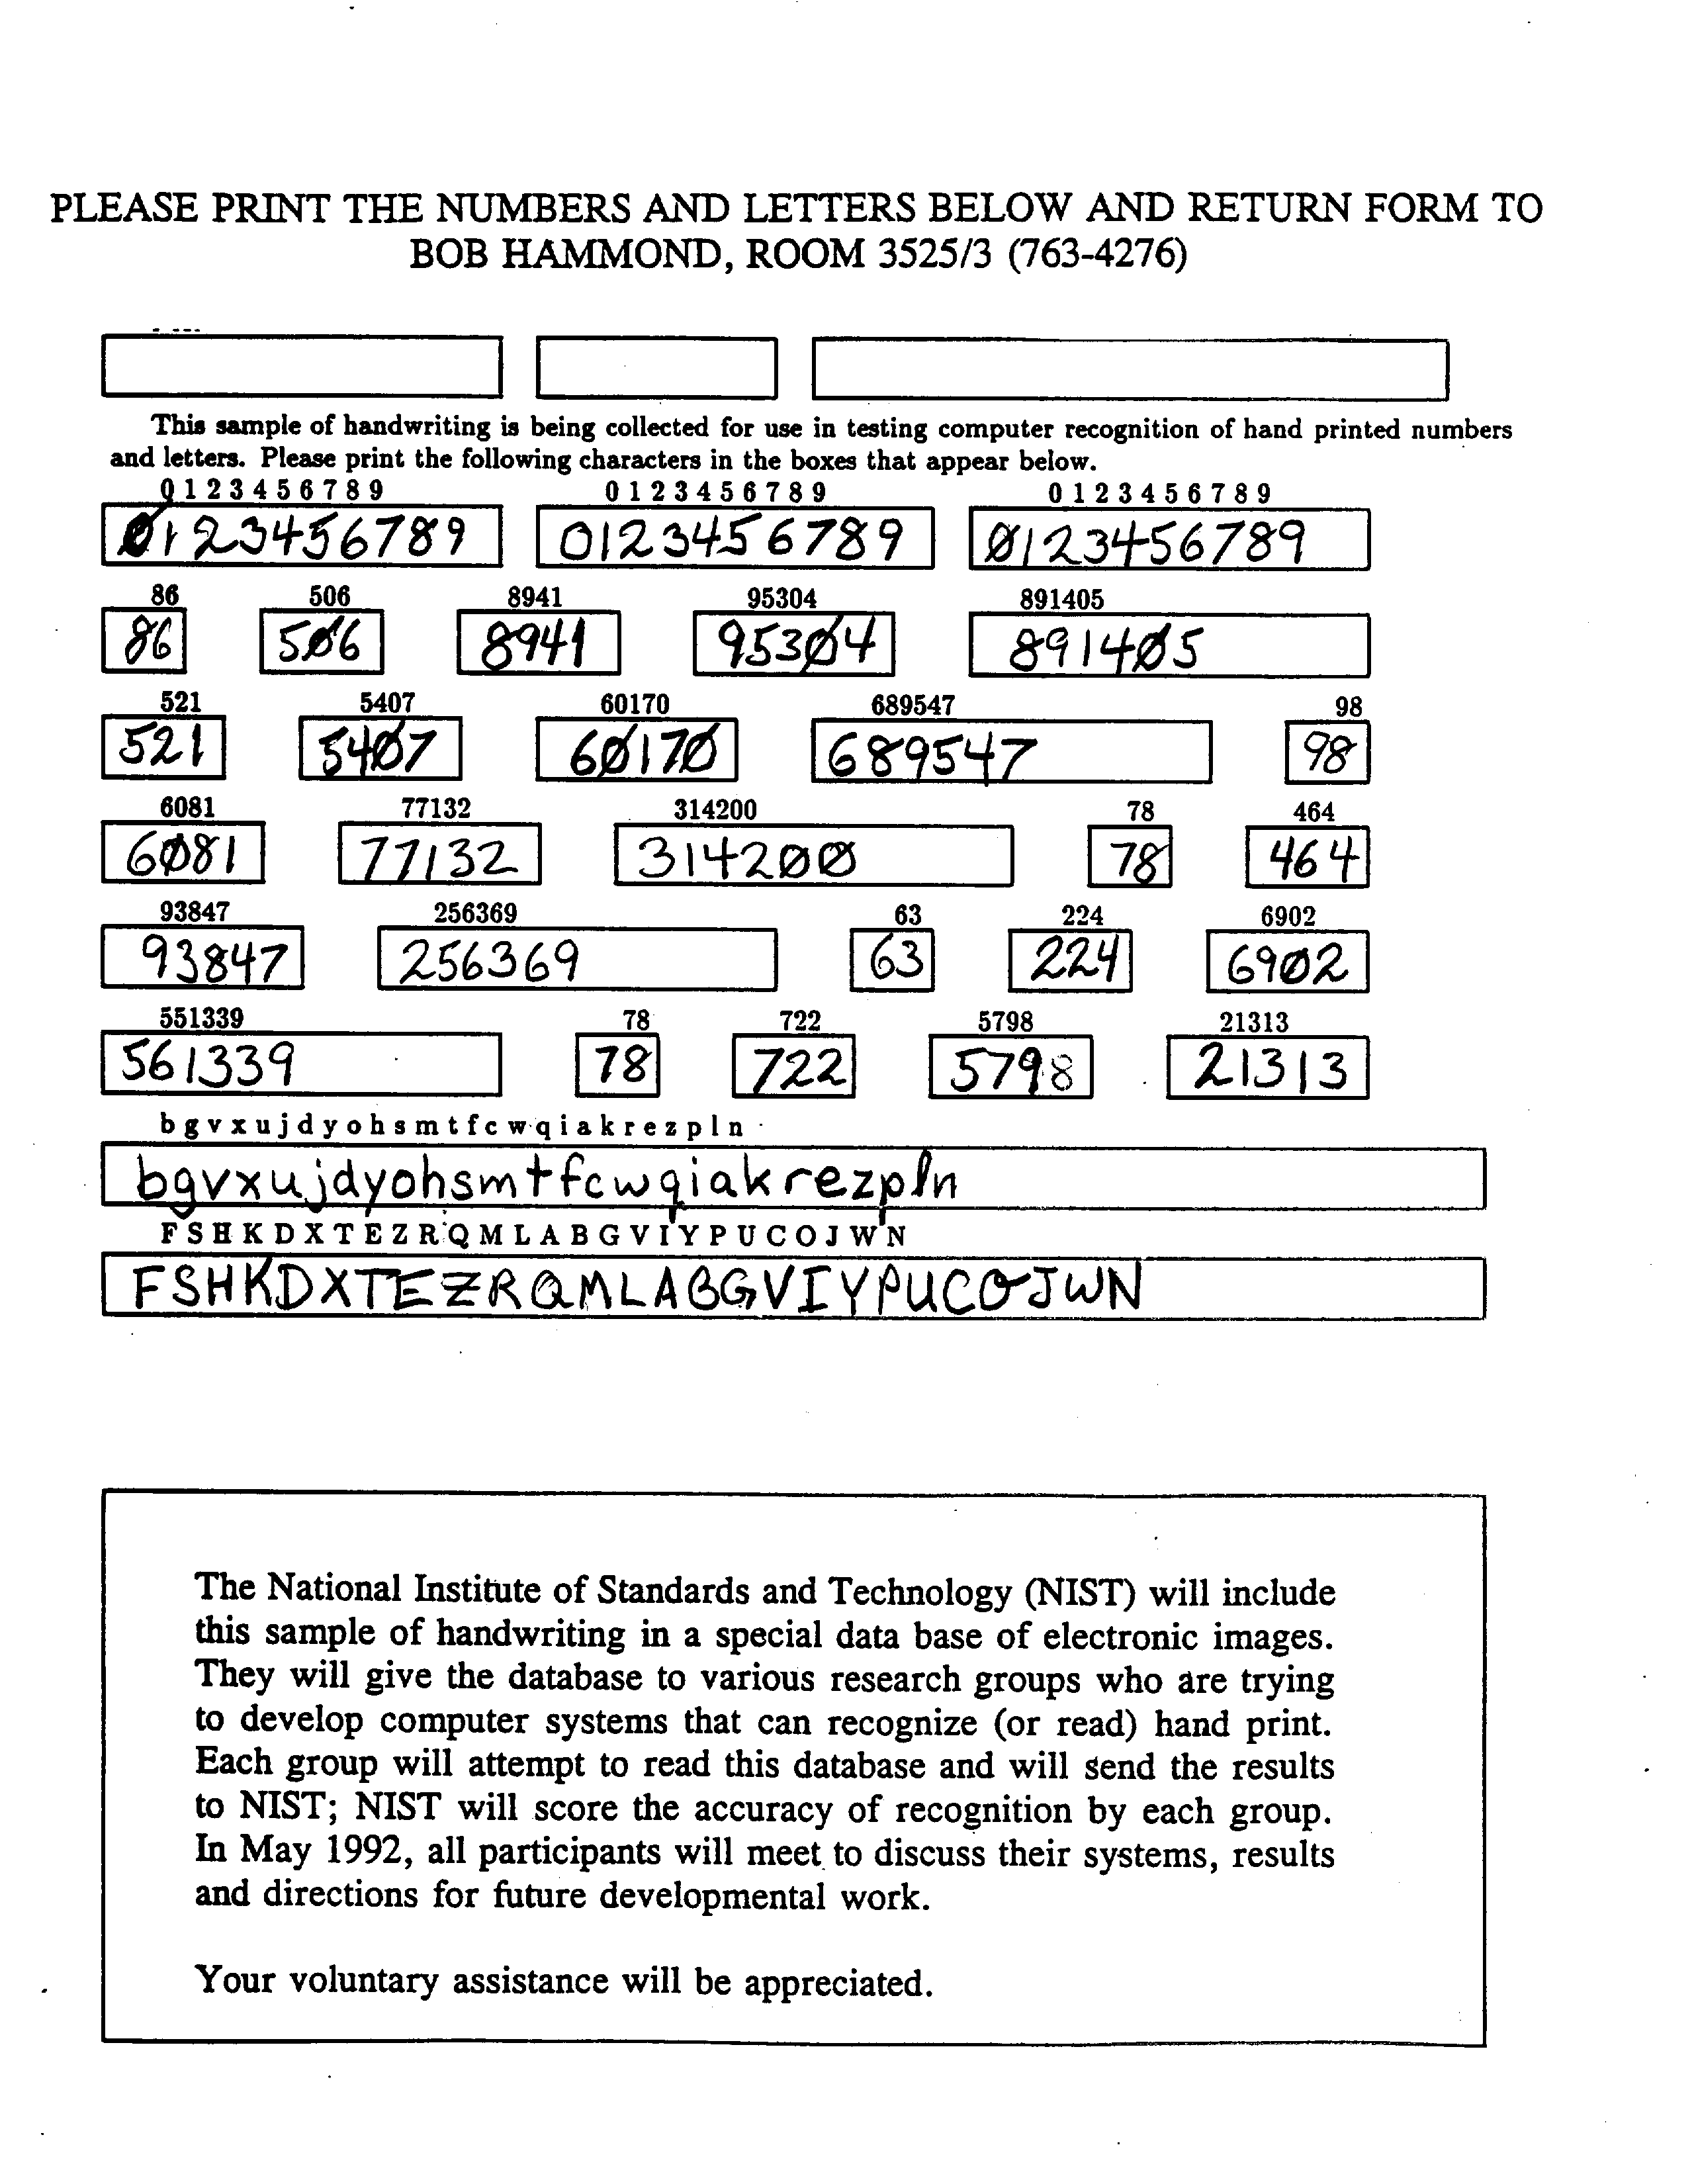 PLEASE PRINT THE NUMBERS AND LETTERS BELOW AND RETURN FORM TO
BOB HAMMOND, ROOM 3525/3 (763-4276)
This sample of handwriting is being collected for use in testing computer recognition of hand printed numbers
and letters. Please print the following characters in the boxes that appear below.
0 1 2 3 4 5 6 7 8 9 0 1 2 3 4 5 6 7 8 9 0 1 2 3 4 5 6 7 8 9
0123456789 0123456789 0123456789
86 506 8941 95304 891405
86 506 8941 95304 891405
521 5407 60170 689547 98
521 5407 60170 689547 98
6081 77132 314200 78 464
6081 77132 314200 78 464
93847 256369 63 224 6902
93847 256369 63 224 6902
551339 78 722 5798 21313
561339 78 722 5798 21313
b g v x u j d y o h s m t f c w q i a k r e z p l n
bgvxujdyohsmtfcwqiakrezpln
F S H K D X T E Z R Q M L A B G V I Y P U C O J W N
FSHKDXTEZRQMLABGVIYPUCOJWN
The National Institute of Standards and Technology (NIST) will include
this sample of handwriting in a special data base of electronic images.
They will give the database to various research groups who are trying
to develop computer systems that can recognize (or read) hand print.
Each group will attempt to read this database and will send the results
to NIST; NIST will score the accuracy of recognition by each group.
In May 1992, all participants will meet to discuss their systems, results
and directions for future developmental work.
Your voluntary assistance will be appreciated.